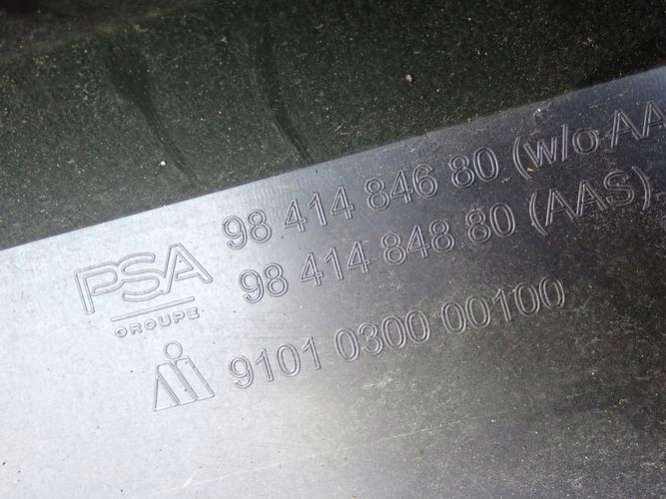 98 414 846 80 (w/o AA
98 414 848 80 (AAS)
PSA
GROUPE
9101 0300 00100